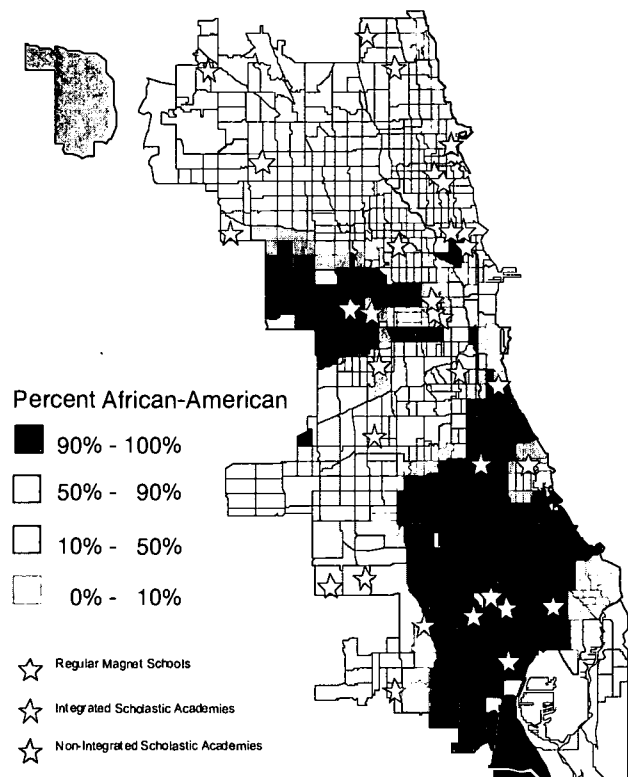 Percent African-American
90% - 100%
50% - 90%
10% - 50%
0% - 10%
Regular Magnet Schools
Integrated Scholastic Academies
Non-Integrated Scholastic Academies